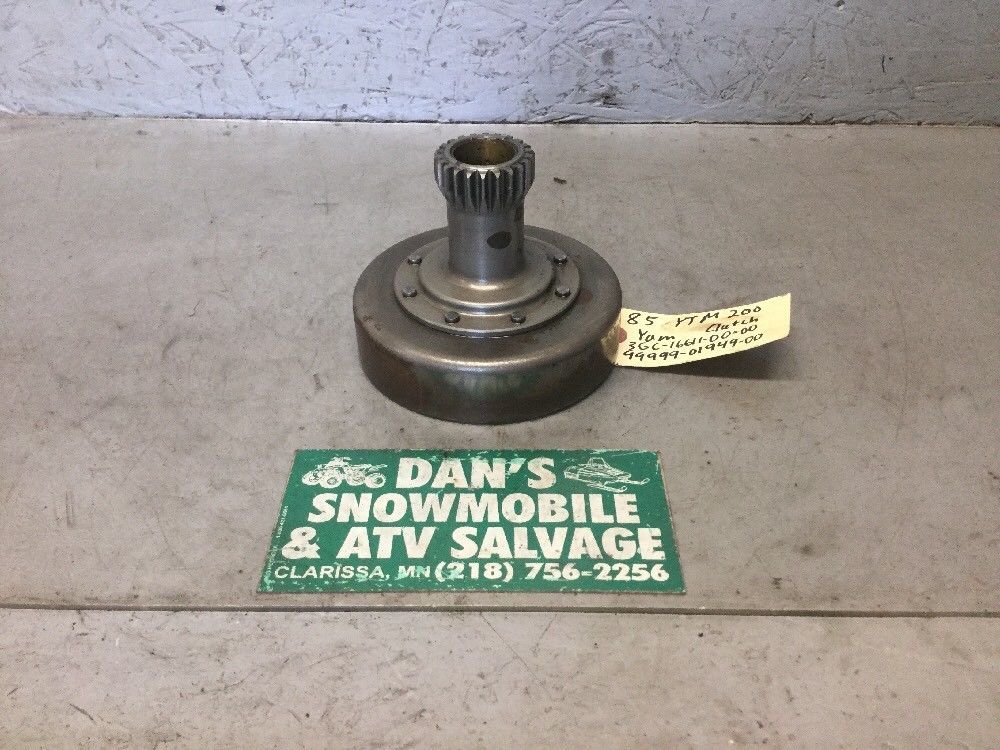 85 YTM 200
Yam Clutch
3GC-16611-00-00
99999-01949-00
DAN'S
SNOWMOBILE
& ATV SALVAGE
CLARISSA, MN (218) 756-2256